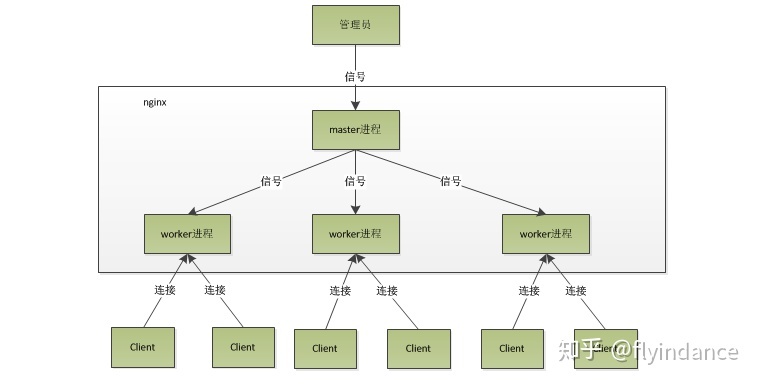 管理员
信号
nginx
master进程
信号 信号 信号
worker进程 worker进程 worker进程
连接 连接 连接 连接 连接 连接
Client Client Client Client Client Client
知乎 @flyindance